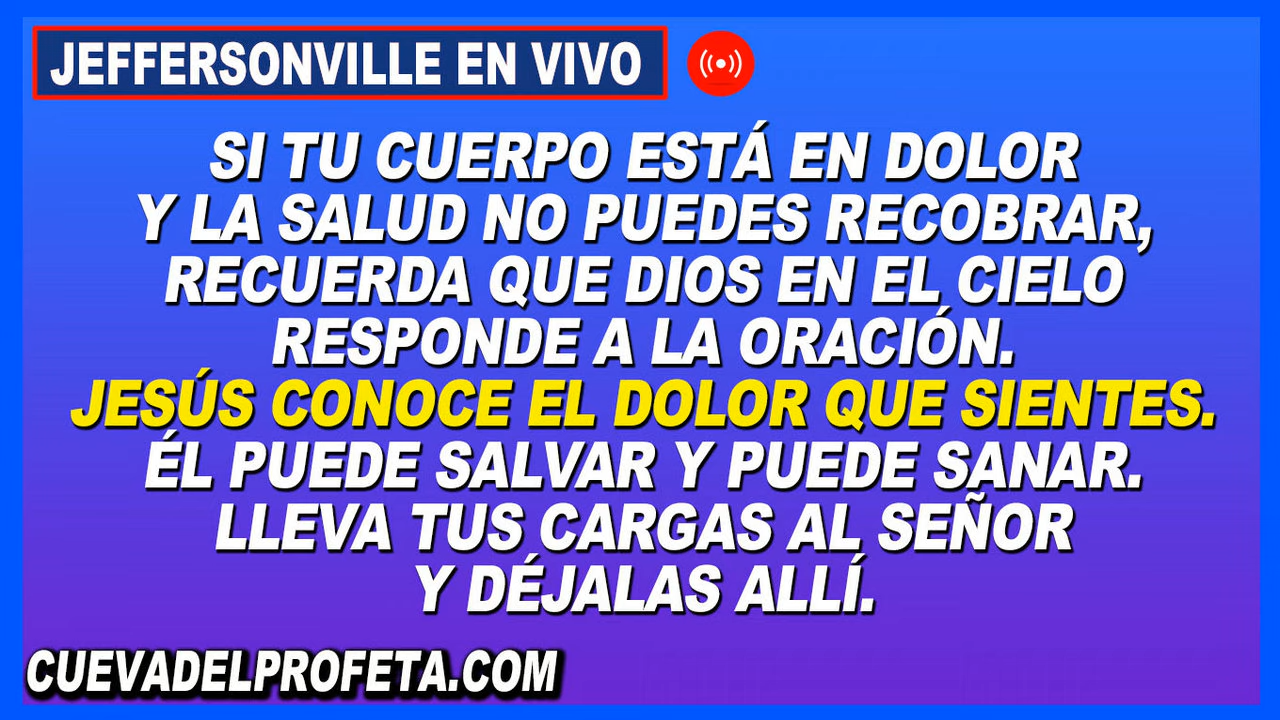 JEFFERSONVILLE EN VIVO
SI TU CUERPO ESTÁ EN DOLOR
Y LA SALUD NO PUEDES RECOBRAR,
RECUERDA QUE DIOS EN EL CIELO
RESPONDE A LA ORACIÓN.
JESÚS CONOCE EL DOLOR QUE SIENTES.
ÉL PUEDE SALVAR Y PUEDE SANAR.
LLEVA TUS CARGAS AL SEÑOR
Y DÉJALAS ALLÍ.
CUEVADELPROFETA.COM